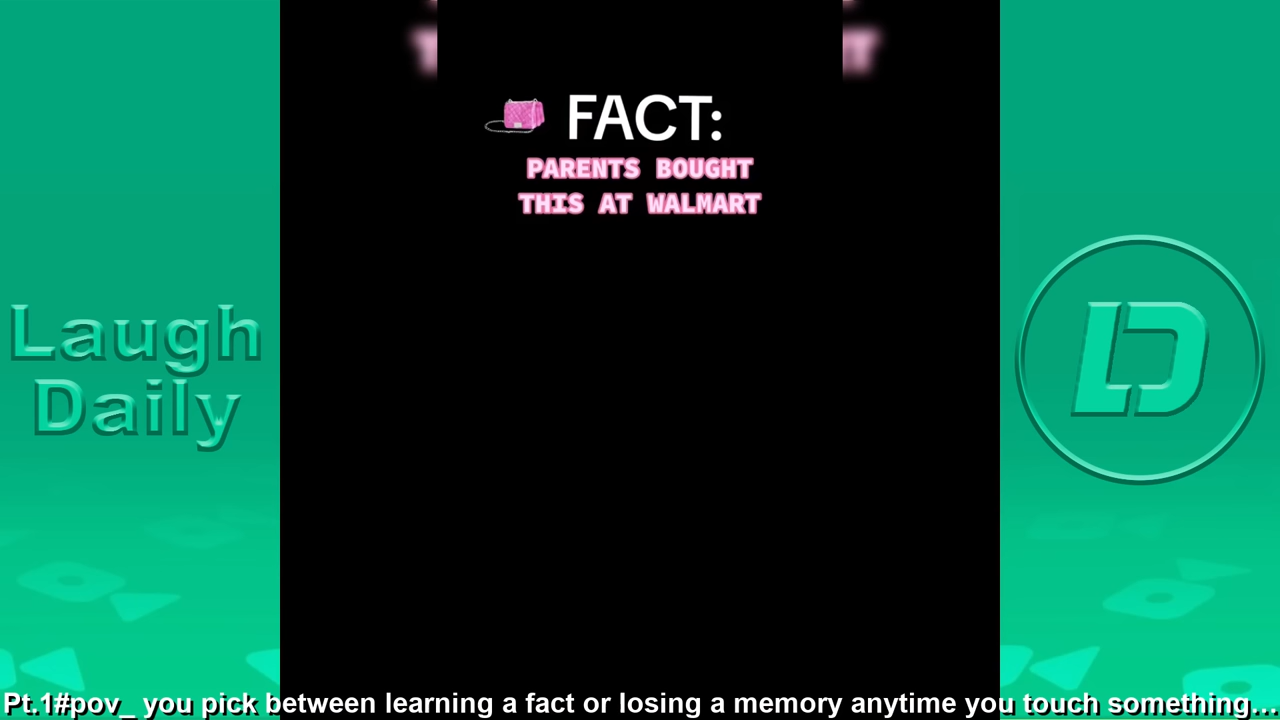 FACT:
PARENTS BOUGHT
THIS AT WALMART
Laugh
Daily
LD
Pt.1#pov_ you pick between learning a fact or losing a memory anytime you touch something...